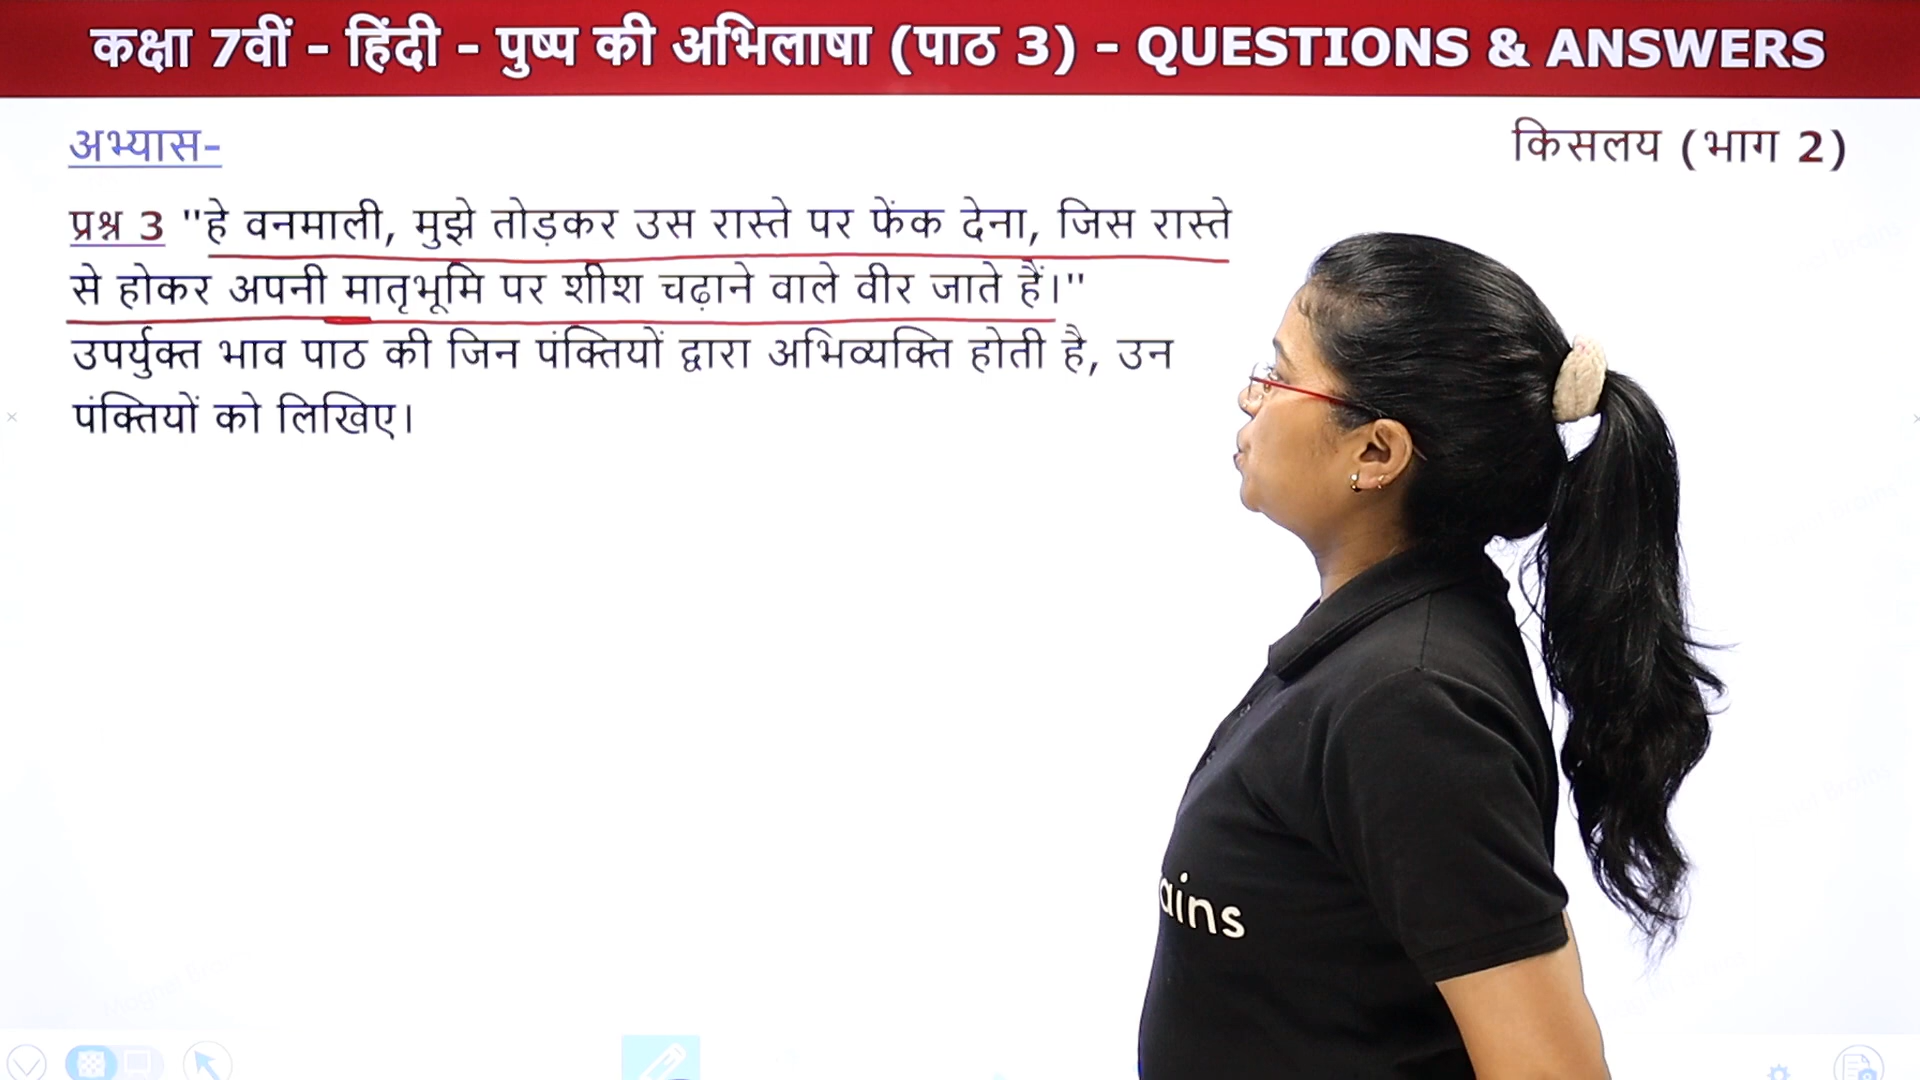 कक्षा 7वीं – हिंदी – पुष्प की अभिलाषा (पाठ 3) – QUESTIONS & ANSWERS
अभ्यास-
किसलय (भाग 2)
प्रश्न 3 "हे वनमाली, मुझे तोड़कर उस रास्ते पर फेंक देना, जिस रास्ते
से होकर अपनी मातृभूमि पर शीश चढ़ाने वाले वीर जाते हैं।"
उपर्युक्त भाव पाठ की जिन पंक्तियों द्वारा अभिव्यक्ति होती है, उन
पंक्तियों को लिखिए।
ains